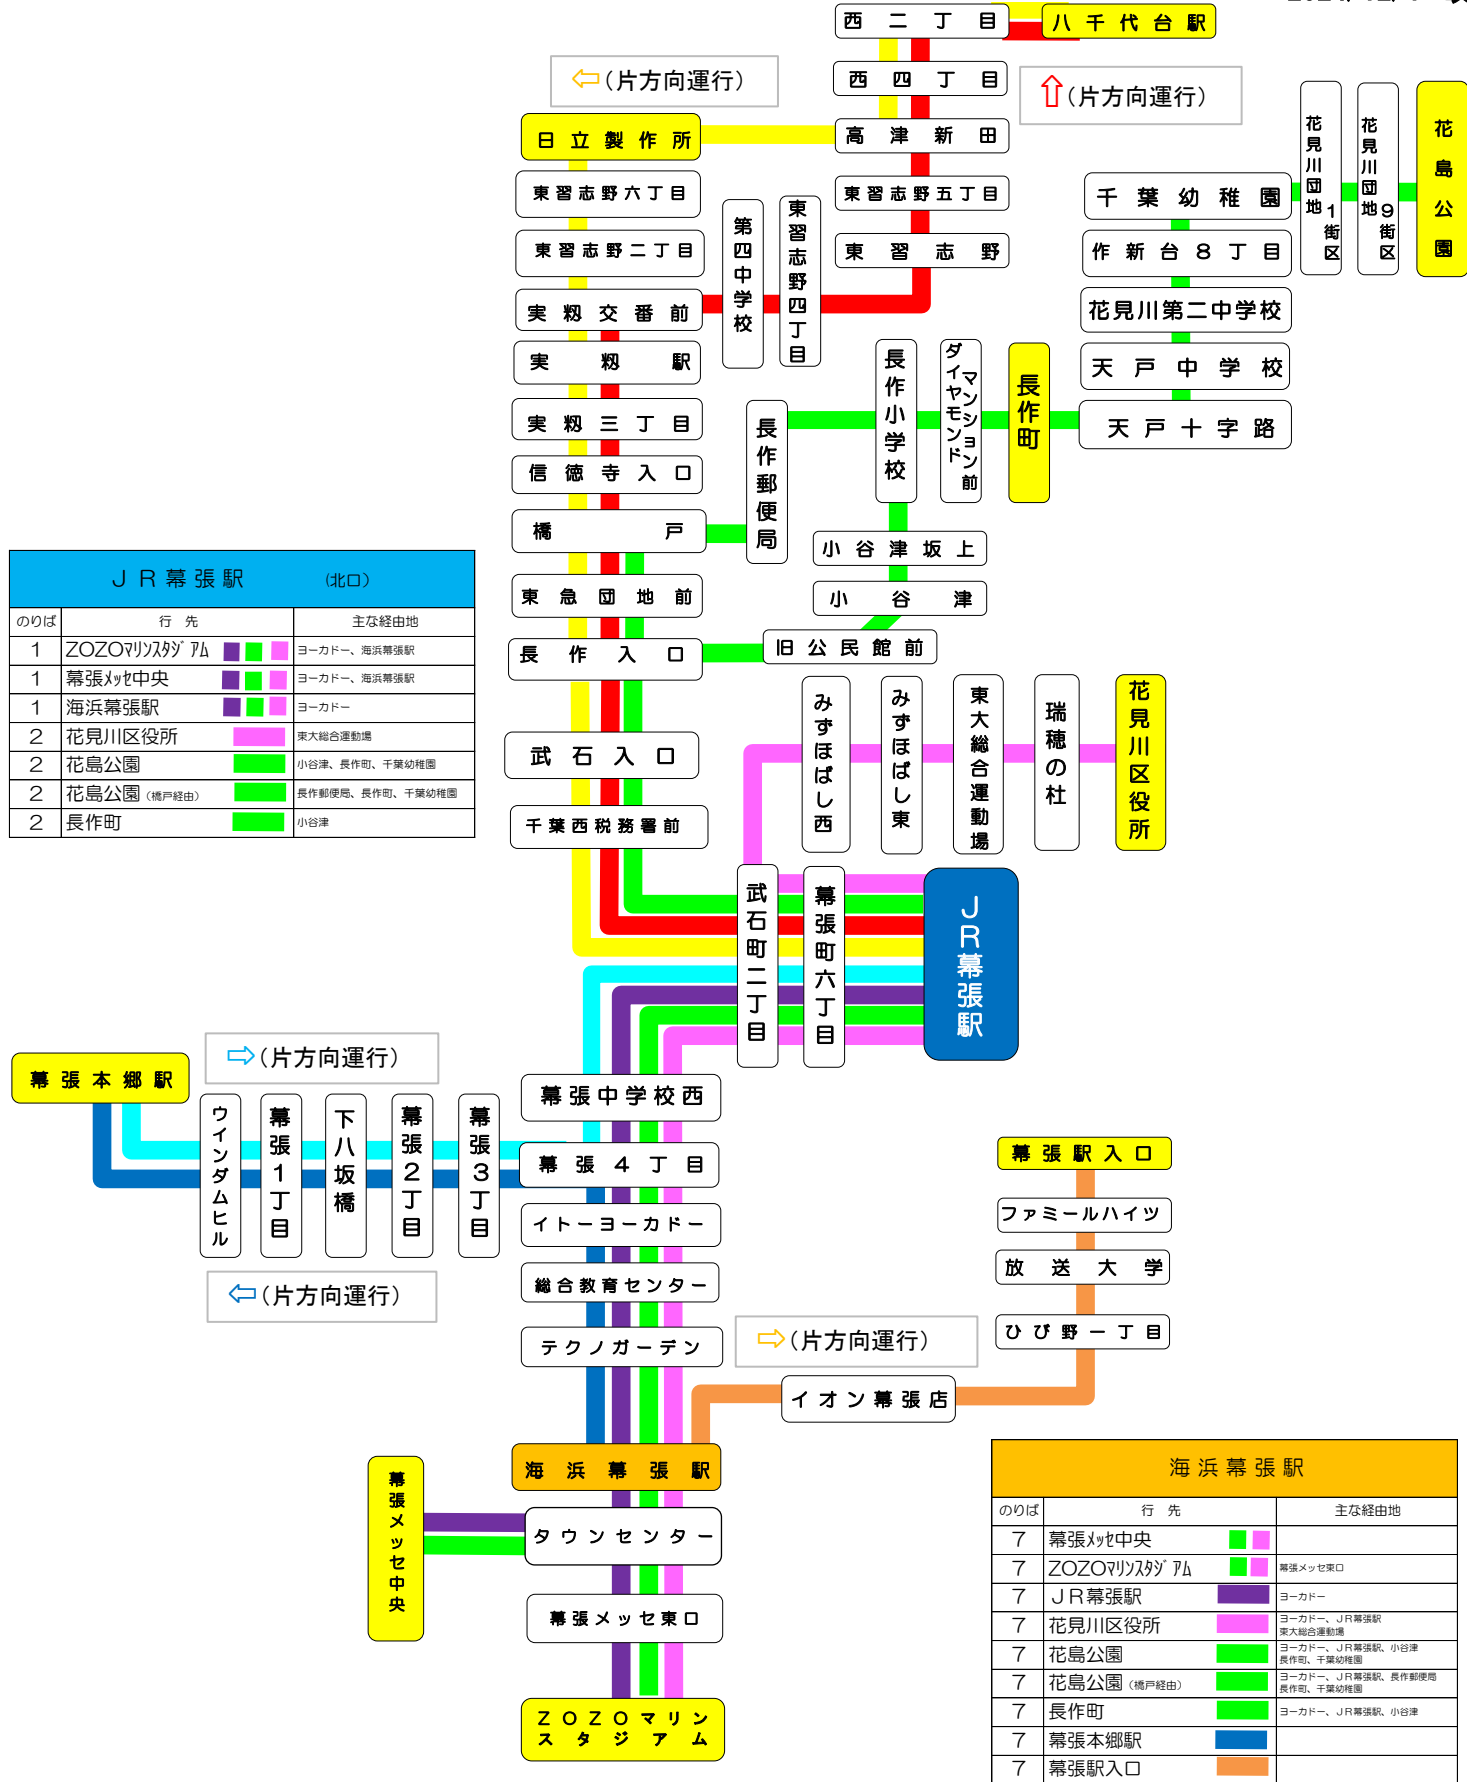 西二丁目
八千代台駅
⇦(片方向運行)
西四丁目
⇧(片方向運行)
日立製作所
高津新田
東習志野六丁目
東習志野五丁目
東習志野二丁目
東習志野
第四中学校
東習志野四丁目
千葉幼稚園
花見川団地1街区
花見川団地9街区
花島公園
作新台8丁目
花見川第二中学校
天戸中学校
天戸十字路
実籾交番前
実籾駅
実籾三丁目
信徳寺入口
橋戸
長作郵便局
長作小学校
ダイヤモンド
マンション前
長作町
小谷津坂上
小谷津
旧公民館前
東急団地前
長作入口
武石入口
千葉西税務署前
みずほばし西
みずほばし東
東大総合運動場
瑞穂の杜
花見川区役所
JR幕張駅 (北口)
のりば 行先 主な経由地
1 ZOZOマリンスタジアム ヨーカドー、海浜幕張駅
1 幕張メッセ中央 ヨーカドー、海浜幕張駅
1 海浜幕張駅 ヨーカドー
2 花見川区役所 東大総合運動場
2 花島公園 小谷津、長作町、千葉幼稚園
2 花島公園(橋戸経由) 長作郵便局、長作町、千葉幼稚園
2 長作町 小谷津
武石町二丁目
幕張町六丁目
JR幕張駅
⇨(片方向運行)
幕張本郷駅
ウインダムヒル
幕張1丁目
下八坂橋
幕張2丁目
幕張3丁目
⇦(片方向運行)
幕張中学校西
幕張4丁目
イトーヨーカドー
総合教育センター
テクノガーデン
幕張駅入口
ファミールハイツ
放送大学
ひび野一丁目
⇨(片方向運行)
イオン幕張店
海浜幕張駅
幕張メッセ中央
タウンセンター
幕張メッセ東口
ZOZOマリン
スタジアム
海浜幕張駅
のりば 行先 主な経由地
7 幕張メッセ中央
7 ZOZOマリンスタジアム 幕張メッセ東口
7 JR幕張駅 ヨーカドー
7 花見川区役所 ヨーカドー、JR幕張駅
東大総合運動場
7 花島公園 ヨーカドー、JR幕張駅、小谷津
長作町、千葉幼稚園
7 花島公園(橋戸経由) ヨーカドー、JR幕張駅、長作郵便局
長作町、千葉幼稚園
7 長作町 ヨーカドー、JR幕張駅、小谷津
7 幕張本郷駅
7 幕張駅入口